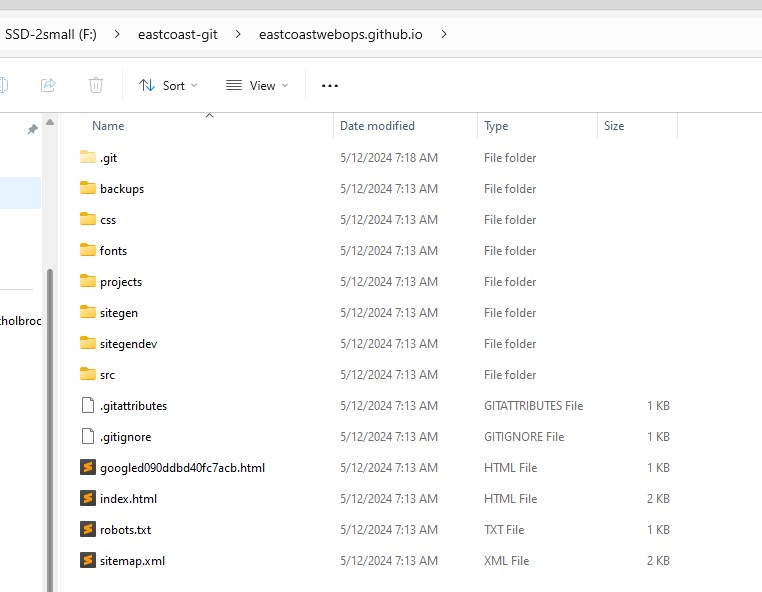 SSD-2small (F:) > eastcoast-git > eastcoastwebops.github.io >
Sort View ...
Name Date modified Type Size
.git 5/12/2024 7:18 AM File folder
backups 5/12/2024 7:13 AM File folder
css 5/12/2024 7:13 AM File folder
fonts 5/12/2024 7:13 AM File folder
projects 5/12/2024 7:13 AM File folder
sitegen 5/12/2024 7:13 AM File folder
cholbroc
sitegendev 5/12/2024 7:13 AM File folder
src 5/12/2024 7:13 AM File folder
.gitattributes 5/12/2024 7:13 AM GITATTRIBUTES File 1 KB
.gitignore 5/12/2024 7:13 AM GITIGNORE File 1 KB
googled090ddbd40fc7acb.html 5/12/2024 7:13 AM HTML File 1 KB
index.html 5/12/2024 7:13 AM HTML File 2 KB
robots.txt 5/12/2024 7:13 AM TXT File 1 KB
sitemap.xml 5/12/2024 7:13 AM XML File 2 KB